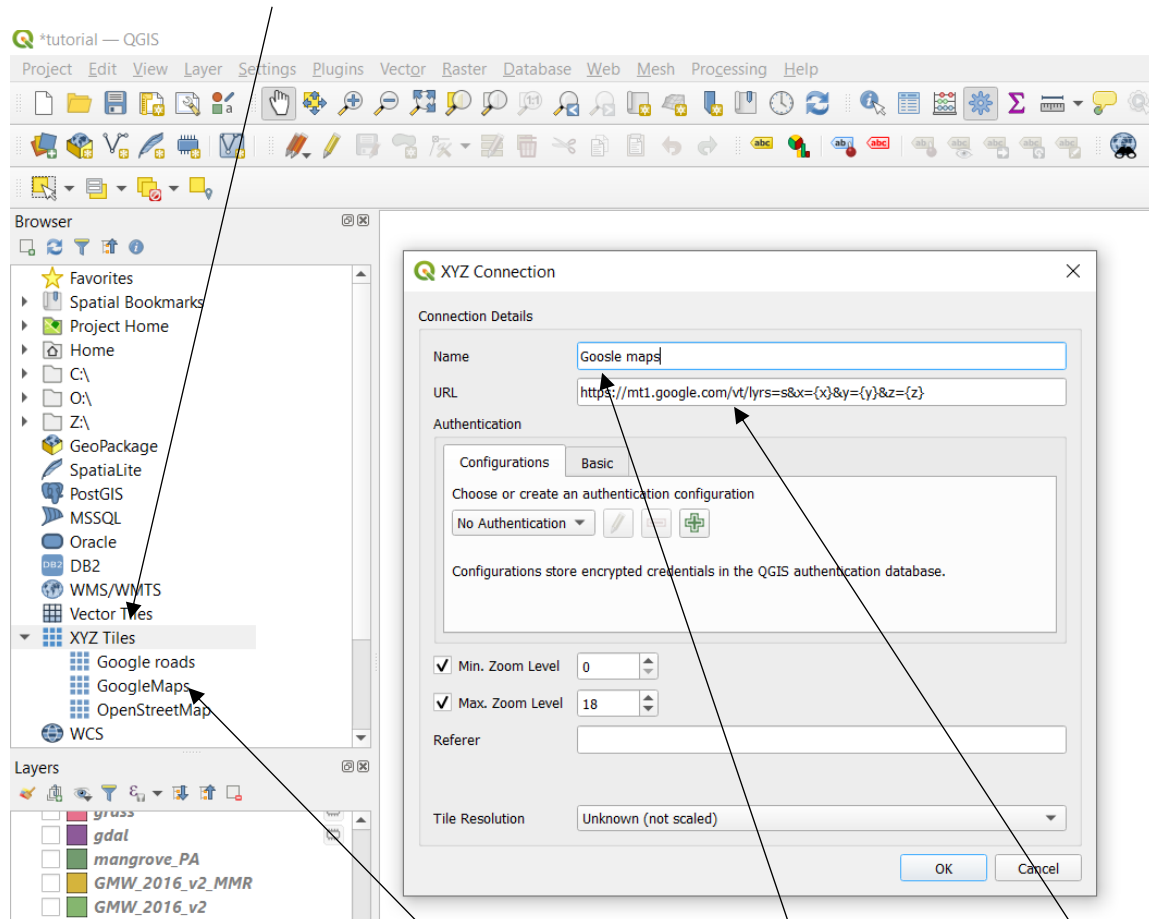 *tutorial — QGIS
Project Edit View Layer Settings Plugins Vector Raster Database Web Mesh Processing Help
Browser
Favorites
Spatial Bookmarks
Project Home
Home
C:\
O:\
Z:\
GeoPackage
SpatiaLite
PostGIS
MSSQL
Oracle
DB2
DB2
WMS/WMTS
Vector Tiles
XYZ Tiles
Google roads
GoogleMaps
OpenStreetMap
WCS
Layers
grass
gdal
mangrove_PA
GMW_2016_v2_MMR
GMW_2016_v2
XYZ Connection
Connection Details
Name Goosle maps
URL https://mt1.google.com/vt/lyrs=s&x={x}&y={y}&z={z}
Authentication
Configurations Basic
Choose or create an authentication configuration
No Authentication
Configurations store encrypted credentials in the QGIS authentication database.
Min. Zoom Level 0
Max. Zoom Level 18
Referer
Tile Resolution Unknown (not scaled)
OK Cancel